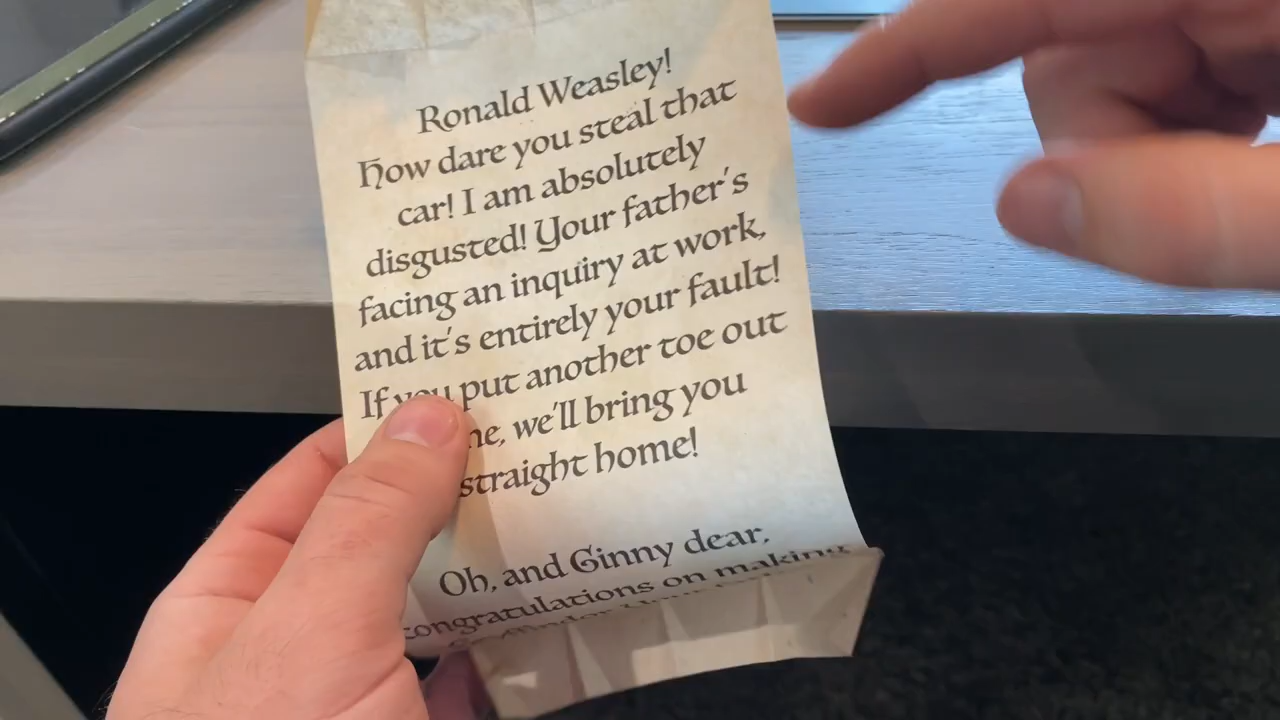 Ronald Weasley!
How dare you steal that
car! I am absolutely
disgusted! Your father's
facing an inquiry at work,
and it's entirely your fault!
If you put another toe out
we'll bring you
straight home!
Oh, and Ginny dear,
congratulations on making